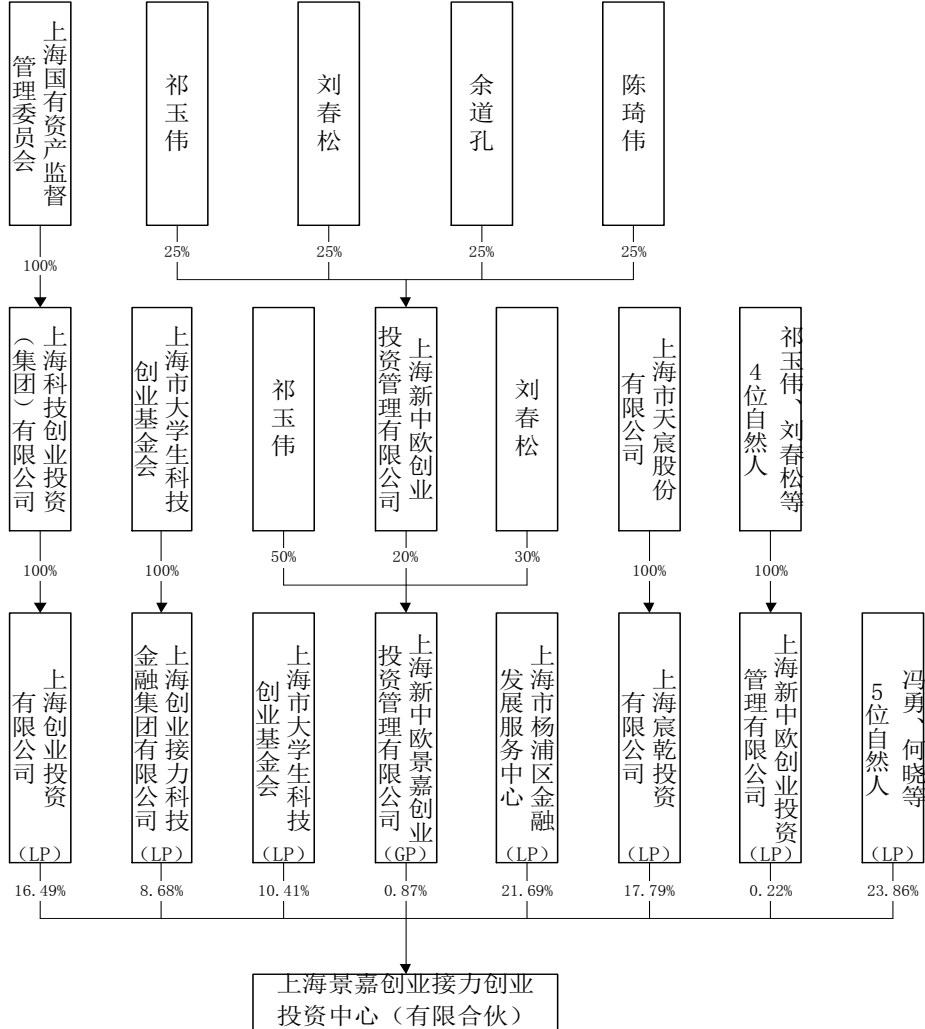 上海国有资产监督
管理委员会
祁玉伟
刘春松
余道孔
陈琦伟
100%
25%
25%
25%
25%
上海科技创业投资
（集团）有限公司
上海市大学生科技
创业基金会
祁玉伟
上海新中欧创业
投资管理有限公司
刘春松
上海市天宸股份
有限公司
祁玉伟、刘春松等
4位自然人
100%
100%
50%
20%
30%
100%
100%
上海创业投资
有限公司
（LP）
上海创业接力科技
金融集团有限公司
（LP）
上海市大学生科技
创业基金会
（LP）
上海新中欧景嘉创业
投资管理有限公司
（GP）
上海市杨浦区金融
发展服务中心
（LP）
上海宸乾投资
有限公司
（LP）
上海新中欧创业投资
管理有限公司
（LP）
冯勇、何晓等
5位自然人
（LP）
16.49%
8.68%
10.41%
0.87%
21.69%
17.79%
0.22%
23.86%
上海景嘉创业接力创业
投资中心（有限合伙）